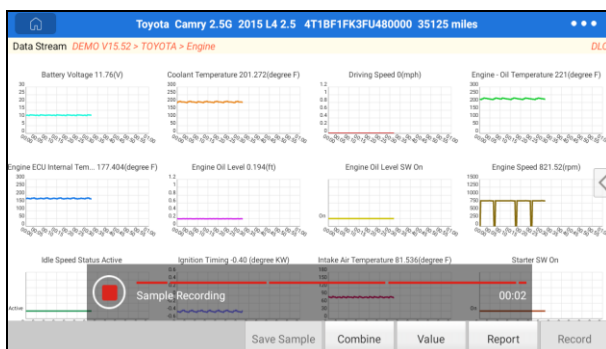 Toyota Camry 2.5G 2015 L4 2.5 4T1BF1FK3FU480000 35125 miles
Data Stream DEMO V15.52 > TOYOTA > Engine DLC
Battery Voltage 11.76(V) Coolant Temperature 201.272(degree F) Driving Speed 0(mph) Engine - Oil Temperature 221(degree F)
Engine ECU Internal Tem... 177.404(degree F) Engine Oil Level 0.194(ft) Engine Oil Level SW On Engine Speed 821.52(rpm)
On
Idle Speed Status Active Ignition Timing -0.40 (degree KW) Intake Air Temperature 81.536(degree F) Starter SW On
Active On
Sample Recording 00:02
Save Sample Combine Value Report Record